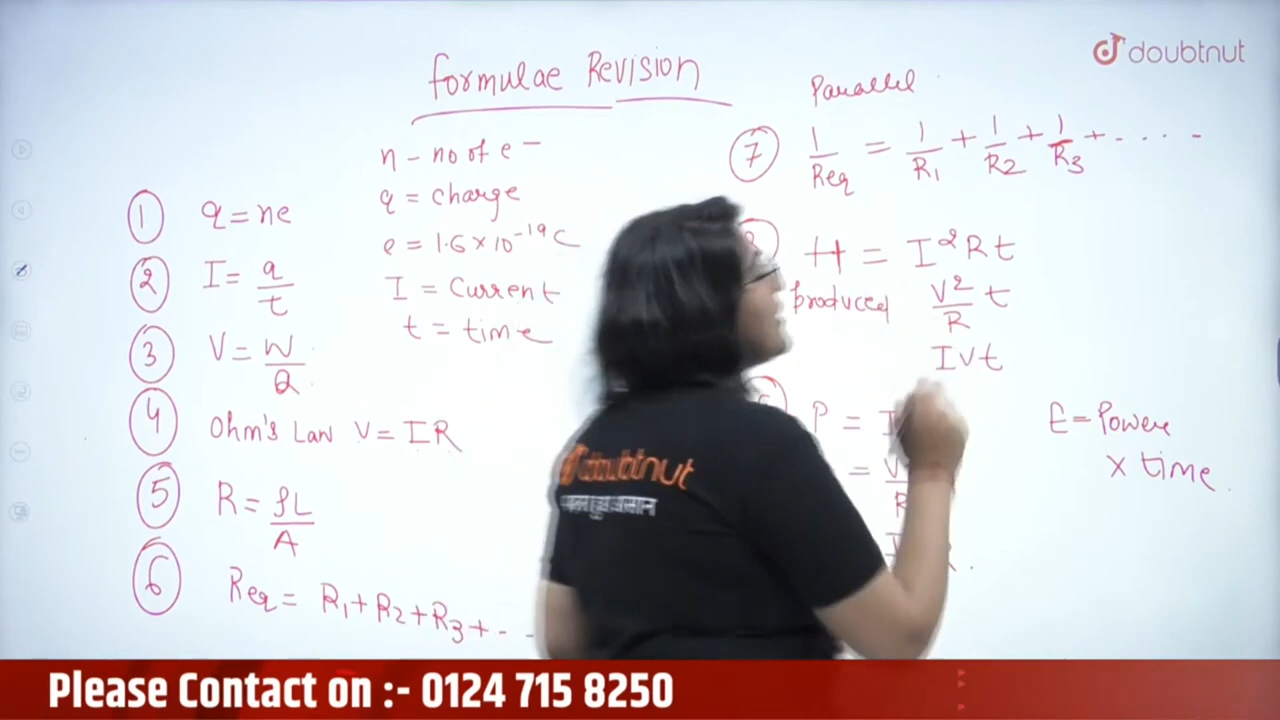 doubtnut
Formulae Revision
n - no of e -
q = charge
e = 1.6 × 10⁻¹⁹ C
I = Current
t = time
① q = ne
② I = q/t
③ V = W/Q
④ Ohm's Law V = IR
⑤ R = ρL/A
⑥ Req = R₁ + R₂ + R₃ + - -
Parallel
⑦ 1/Req = 1/R₁ + 1/R₂ + 1/R₃ + . . . .
H = I²Rt
produced V²/R t
IVt
P = I
= V
R
E = Power
× time
doubtnut
Please Contact on :- 0124 715 8250